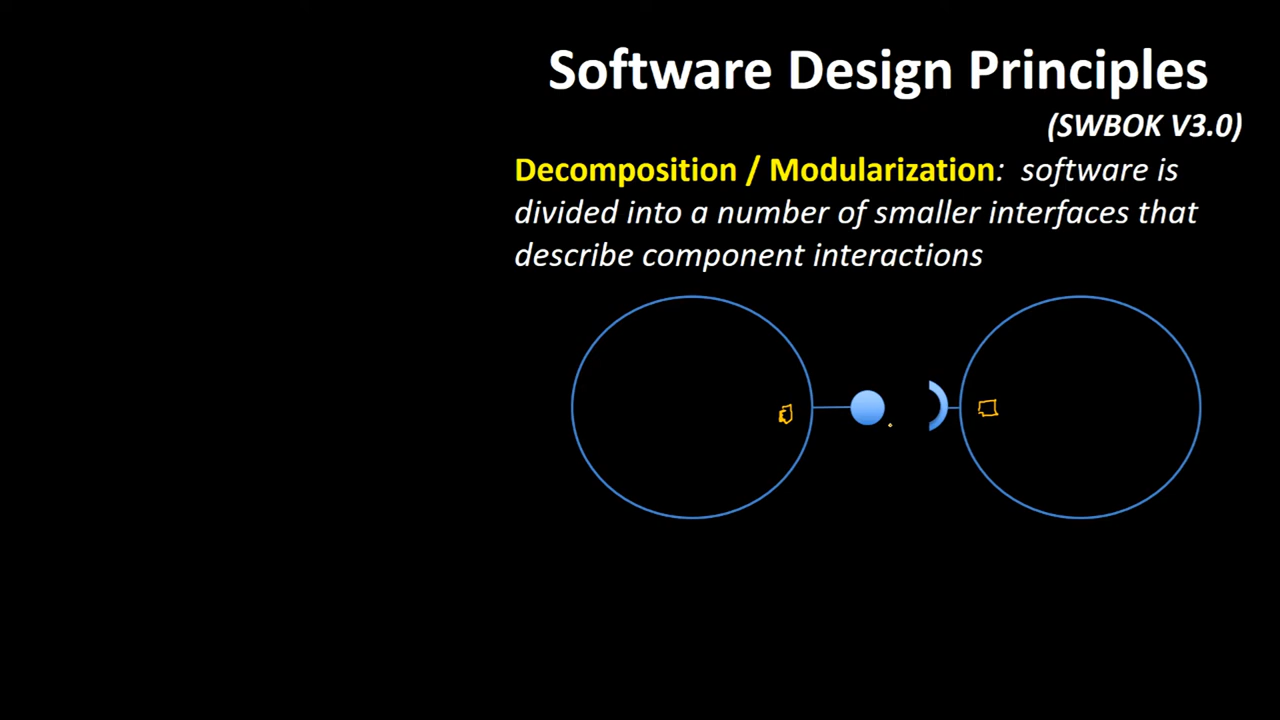 Software Design Principles
(SWBOK V3.0)
Decomposition / Modularization:  software is
divided into a number of smaller interfaces that
describe component interactions